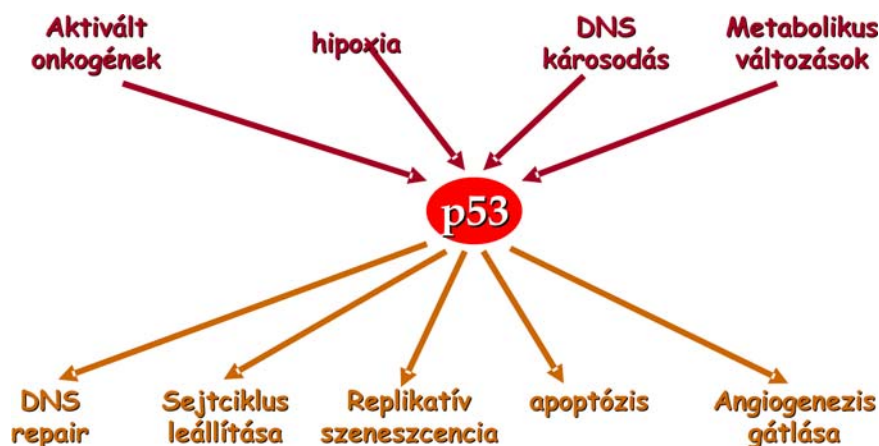 Aktivált
onkogének
hipoxia
DNS
károsodás
Metabolikus
változások
p53
DNS
repair
Sejtciklus
leállítása
Replikatív
szeneszcencia
apoptózis
Angiogenezis
gátlása